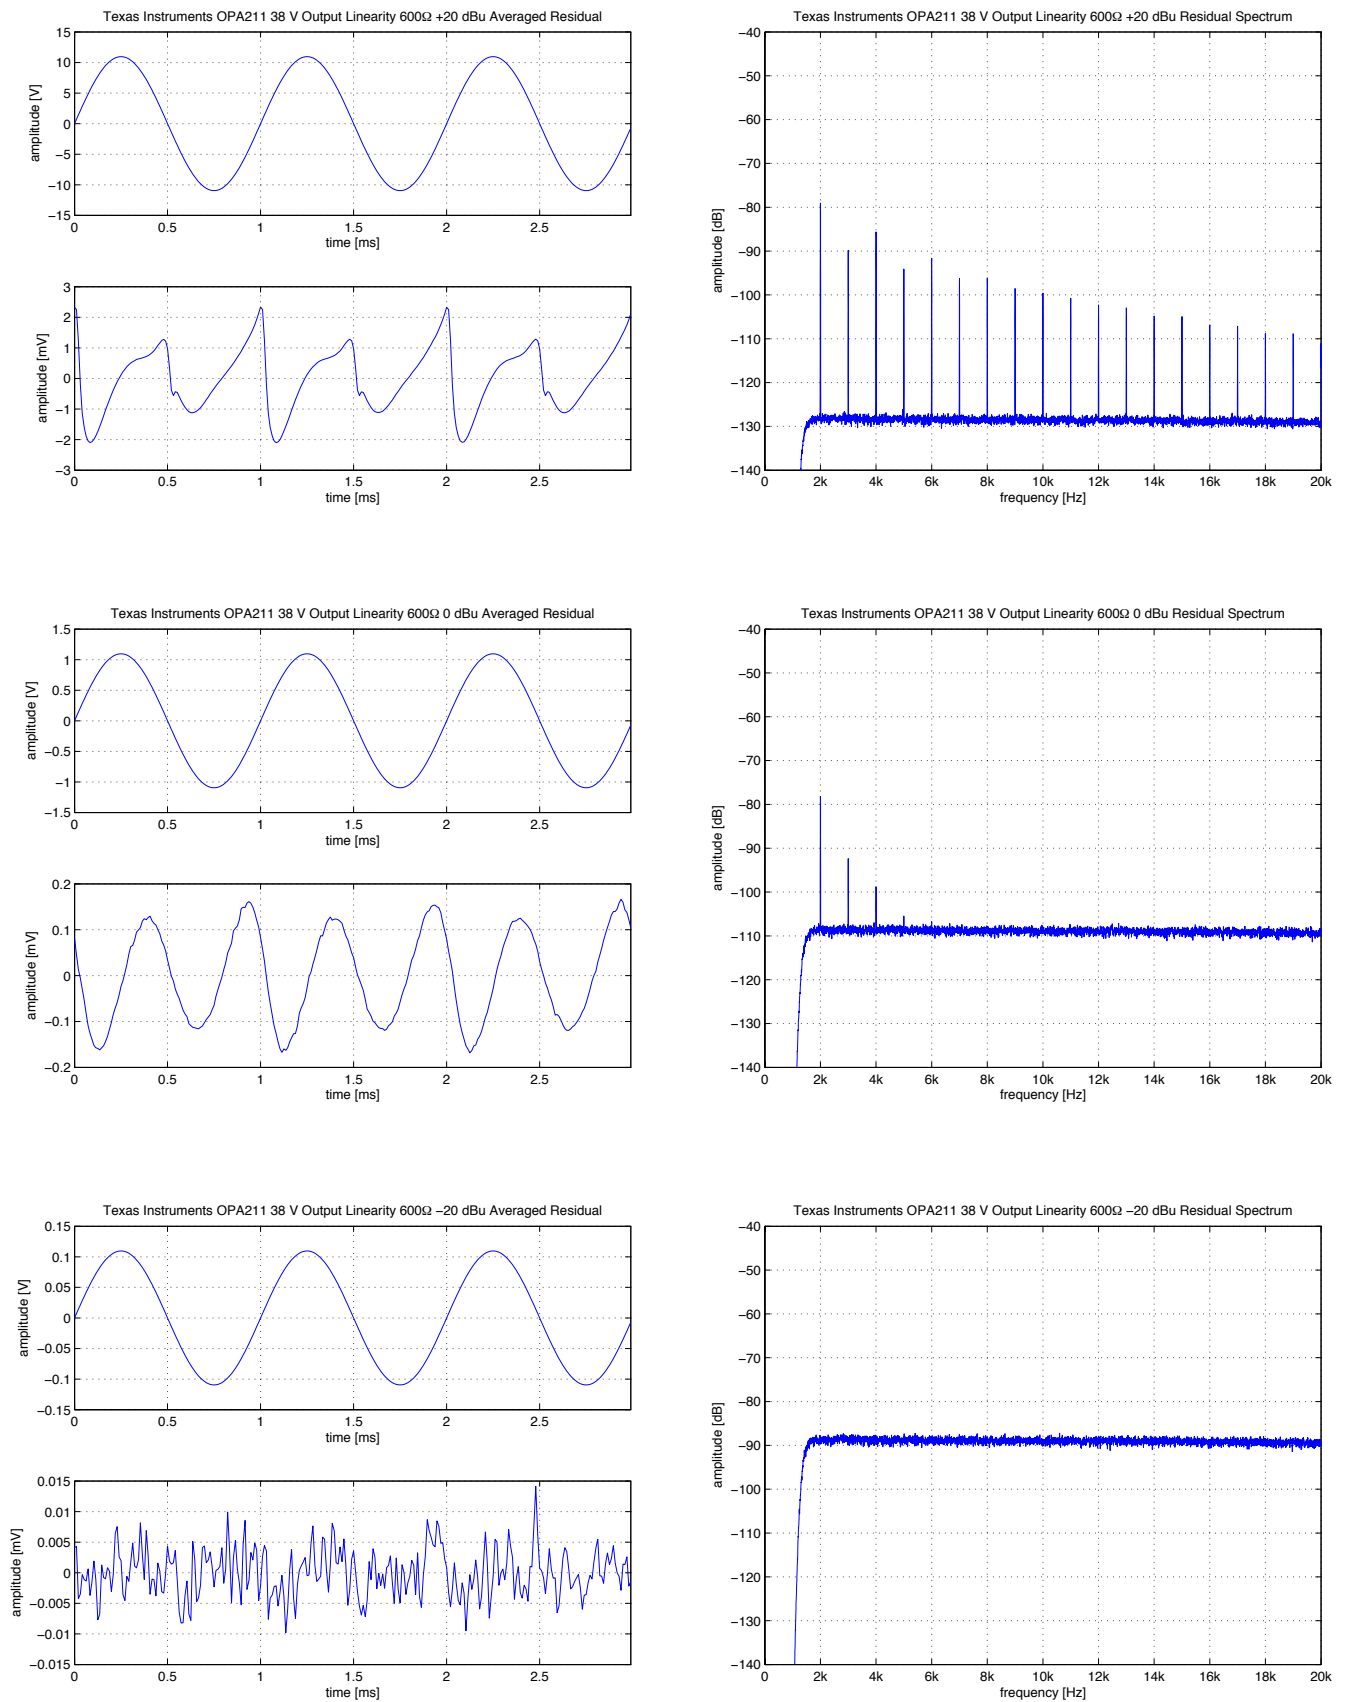 Texas Instruments OPA211 38 V Output Linearity 600Ω +20 dBu Averaged Residual
15
10
5
0
−5
−10
−15
amplitude [V]
0 0.5 1 1.5 2 2.5
time [ms]
3
2
1
0
−1
−2
−3
amplitude [mV]
0 0.5 1 1.5 2 2.5
time [ms]
Texas Instruments OPA211 38 V Output Linearity 600Ω +20 dBu Residual Spectrum
−40
−50
−60
−70
−80
−90
−100
−110
−120
−130
−140
amplitude [dB]
0 2k 4k 6k 8k 10k 12k 14k 16k 18k 20k
frequency [Hz]
Texas Instruments OPA211 38 V Output Linearity 600Ω 0 dBu Averaged Residual
1.5
1
0.5
0
−0.5
−1
−1.5
amplitude [V]
0 0.5 1 1.5 2 2.5
time [ms]
0.2
0.1
0
−0.1
−0.2
amplitude [mV]
0 0.5 1 1.5 2 2.5
time [ms]
Texas Instruments OPA211 38 V Output Linearity 600Ω 0 dBu Residual Spectrum
−40
−50
−60
−70
−80
−90
−100
−110
−120
−130
−140
amplitude [dB]
0 2k 4k 6k 8k 10k 12k 14k 16k 18k 20k
frequency [Hz]
Texas Instruments OPA211 38 V Output Linearity 600Ω −20 dBu Averaged Residual
0.15
0.1
0.05
0
−0.05
−0.1
−0.15
amplitude [V]
0 0.5 1 1.5 2 2.5
time [ms]
0.015
0.01
0.005
0
−0.005
−0.01
−0.015
amplitude [mV]
0 0.5 1 1.5 2 2.5
time [ms]
Texas Instruments OPA211 38 V Output Linearity 600Ω −20 dBu Residual Spectrum
−40
−50
−60
−70
−80
−90
−100
−110
−120
−130
−140
amplitude [dB]
0 2k 4k 6k 8k 10k 12k 14k 16k 18k 20k
frequency [Hz]